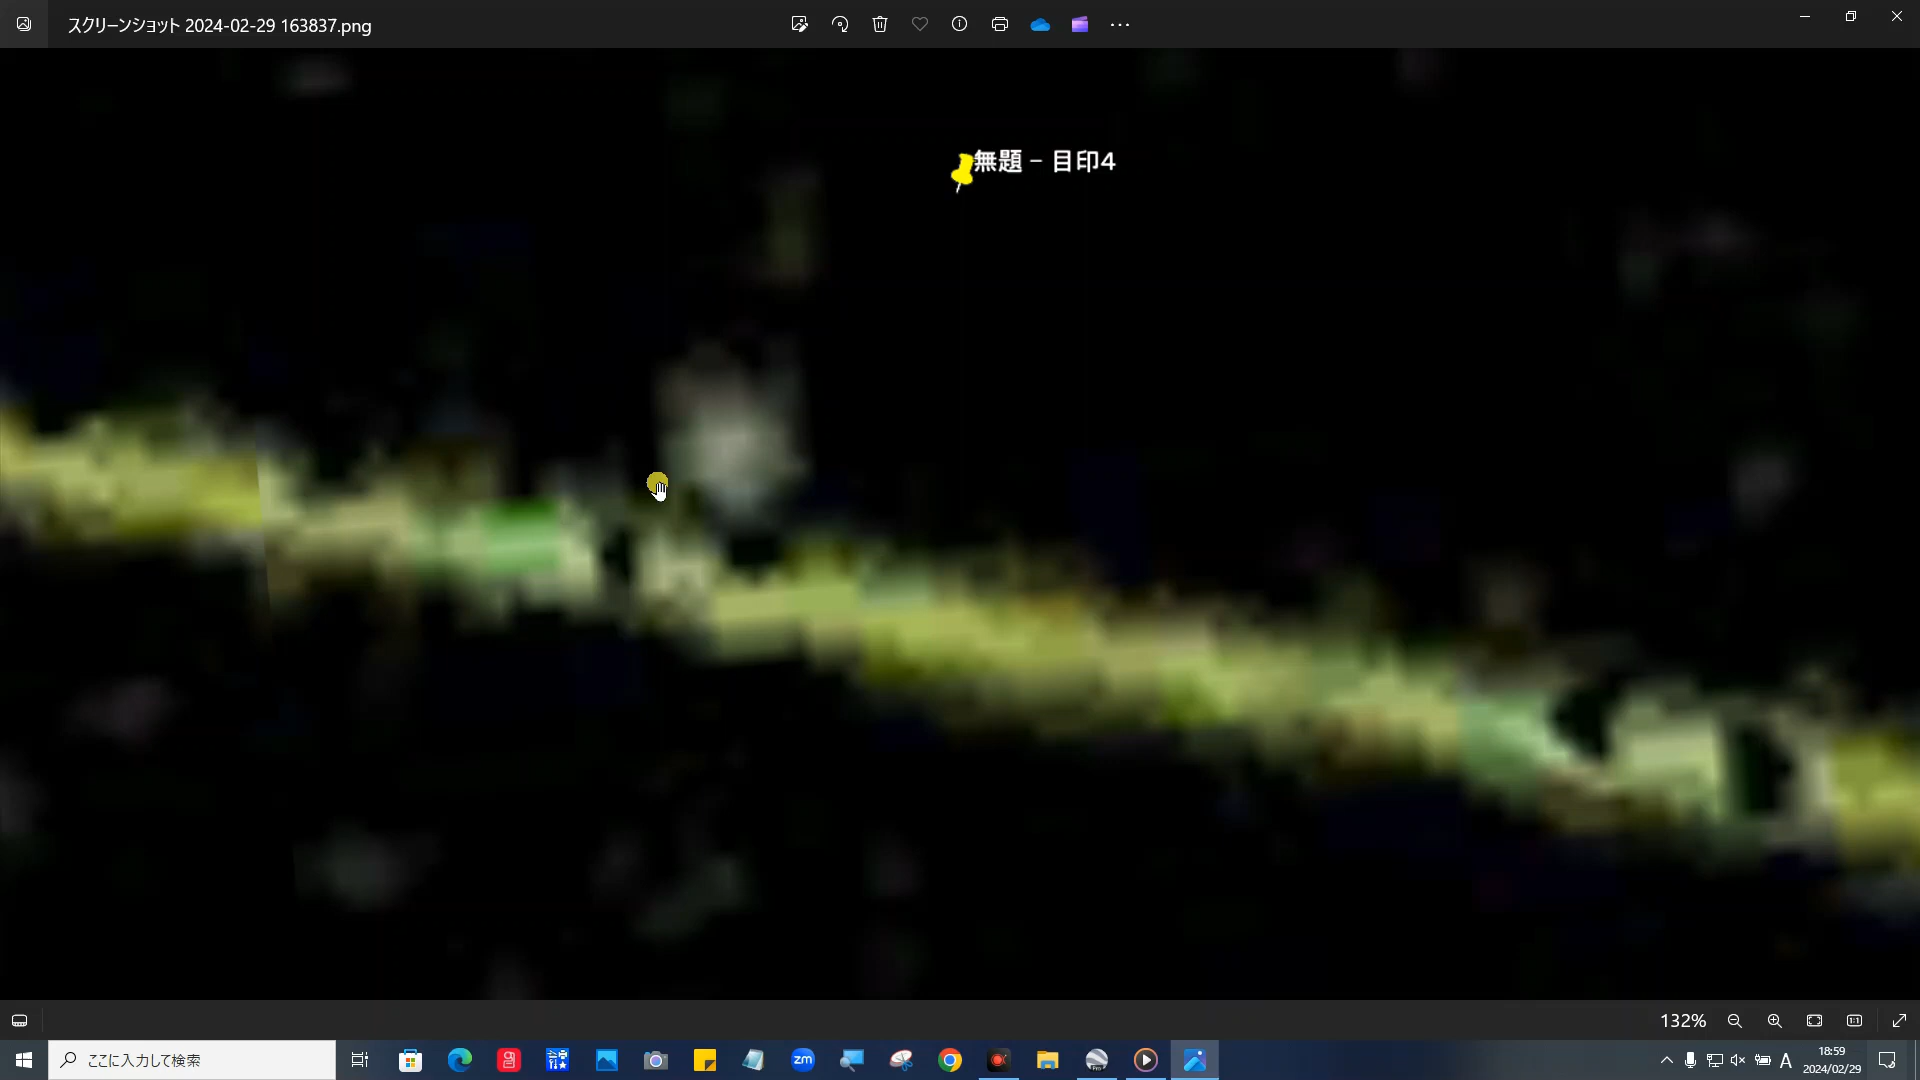 スクリーンショット 2024-02-29 163837.png
無題 - 目印4
132%
ここに入力して検索
zm
A
18:59
2024/02/29